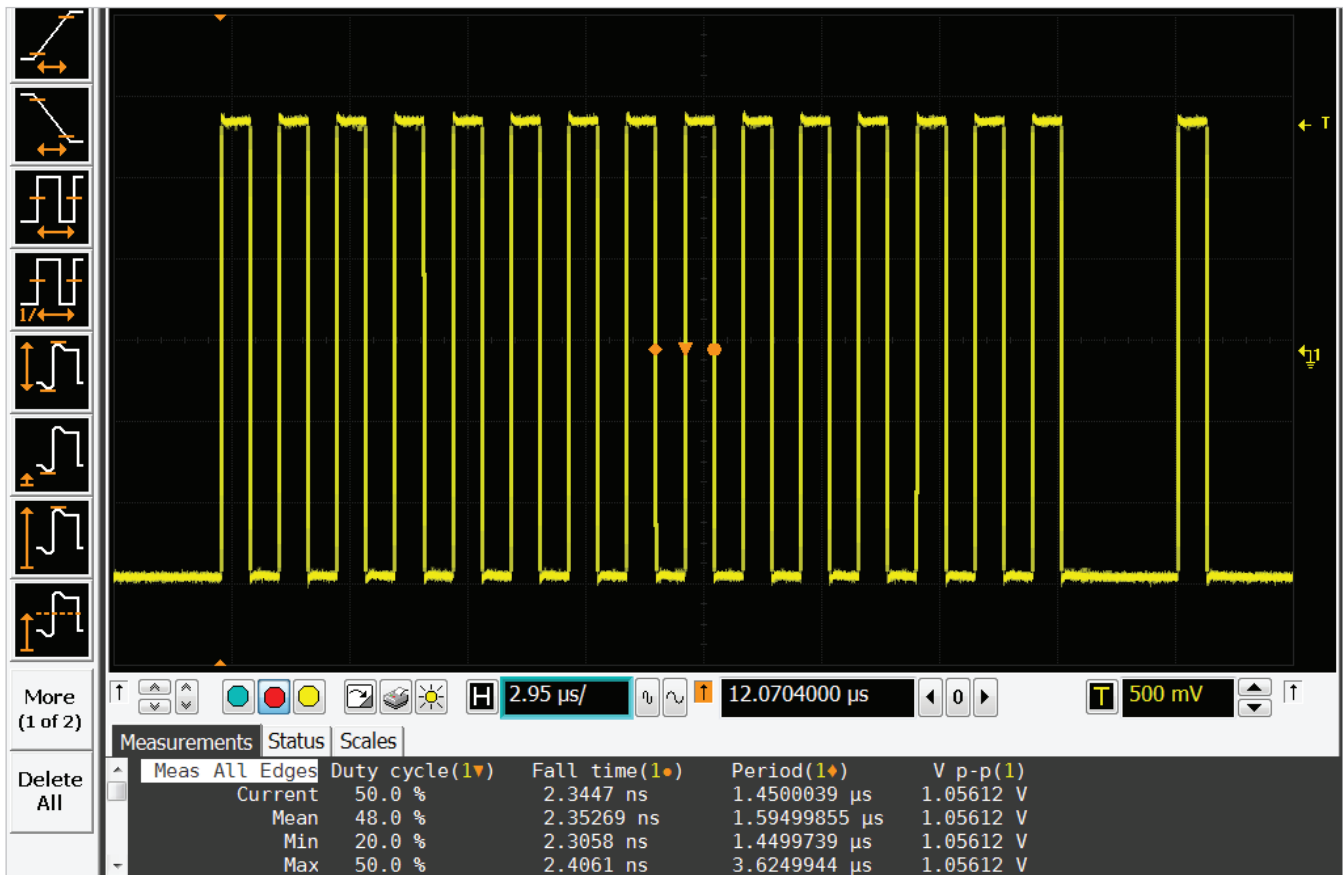 1/
T
1
More
(1 of 2)
Delete
All
H 2.95 µs/ 12.0704000 µs 0 T 500 mV
Measurements Status Scales
Meas All Edges Duty cycle(1▼) Fall time(1●) Period(1♦) V p-p(1)
Current 50.0 % 2.3447 ns 1.4500039 µs 1.05612 V
Mean 48.0 % 2.35269 ns 1.59499855 µs 1.05612 V
Min 20.0 % 2.3058 ns 1.4499739 µs 1.05612 V
Max 50.0 % 2.4061 ns 3.6249944 µs 1.05612 V